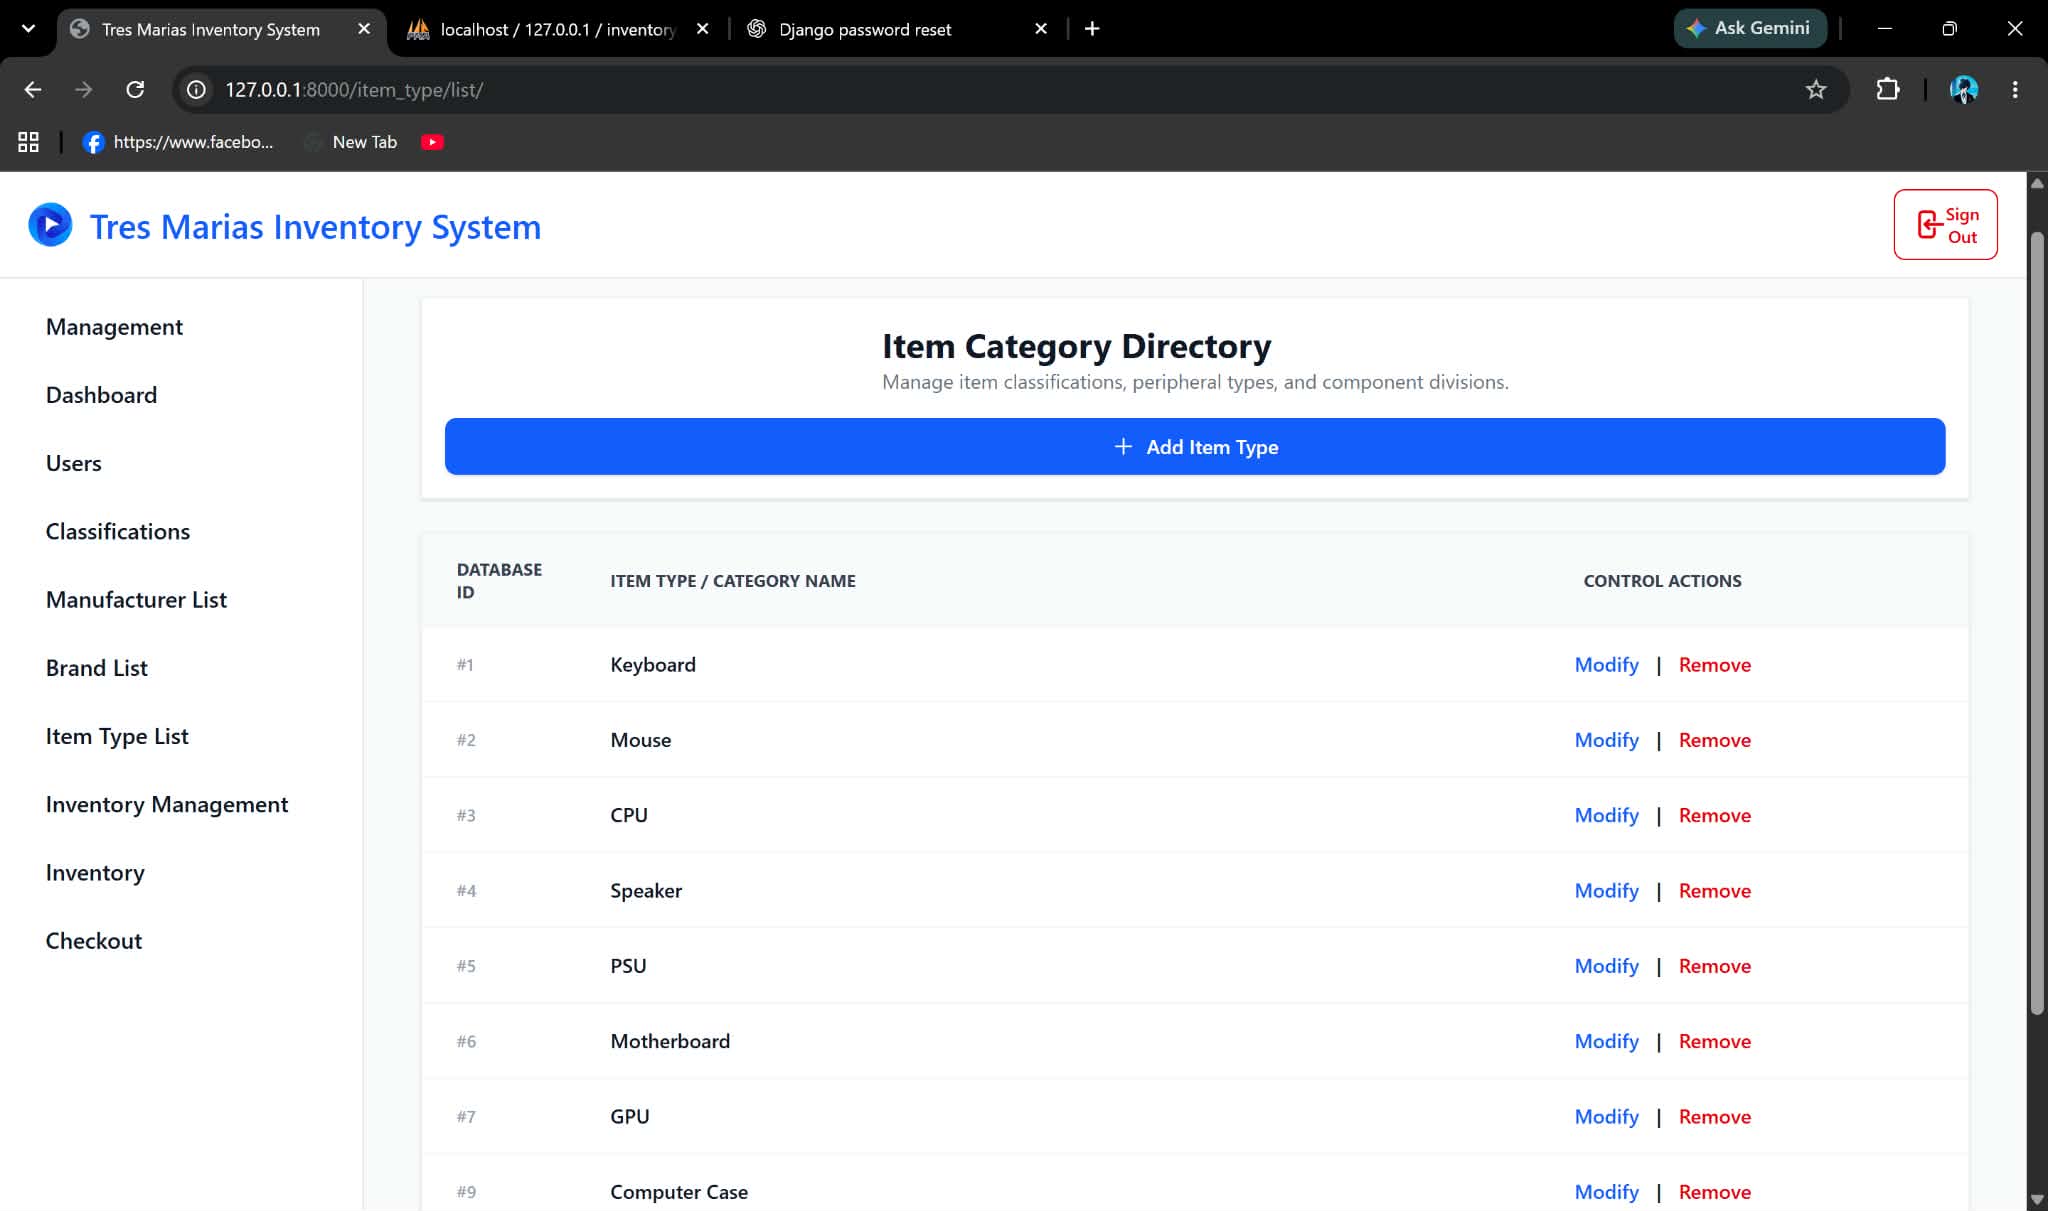 Tres Marias Inventory System
localhost / 127.0.0.1 / inventory
Django password reset
Ask Gemini
127.0.0.1:8000/item_type/list/
https://www.facebo...
New Tab
Tres Marias Inventory System
Sign
Out
Management
Dashboard
Users
Classifications
Manufacturer List
Brand List
Item Type List
Inventory Management
Inventory
Checkout
Item Category Directory
Manage item classifications, peripheral types, and component divisions.
+ Add Item Type
DATABASE
ID
ITEM TYPE / CATEGORY NAME
CONTROL ACTIONS
#1 Keyboard Modify | Remove
#2 Mouse Modify | Remove
#3 CPU Modify | Remove
#4 Speaker Modify | Remove
#5 PSU Modify | Remove
#6 Motherboard Modify | Remove
#7 GPU Modify | Remove
#9 Computer Case Modify | Remove